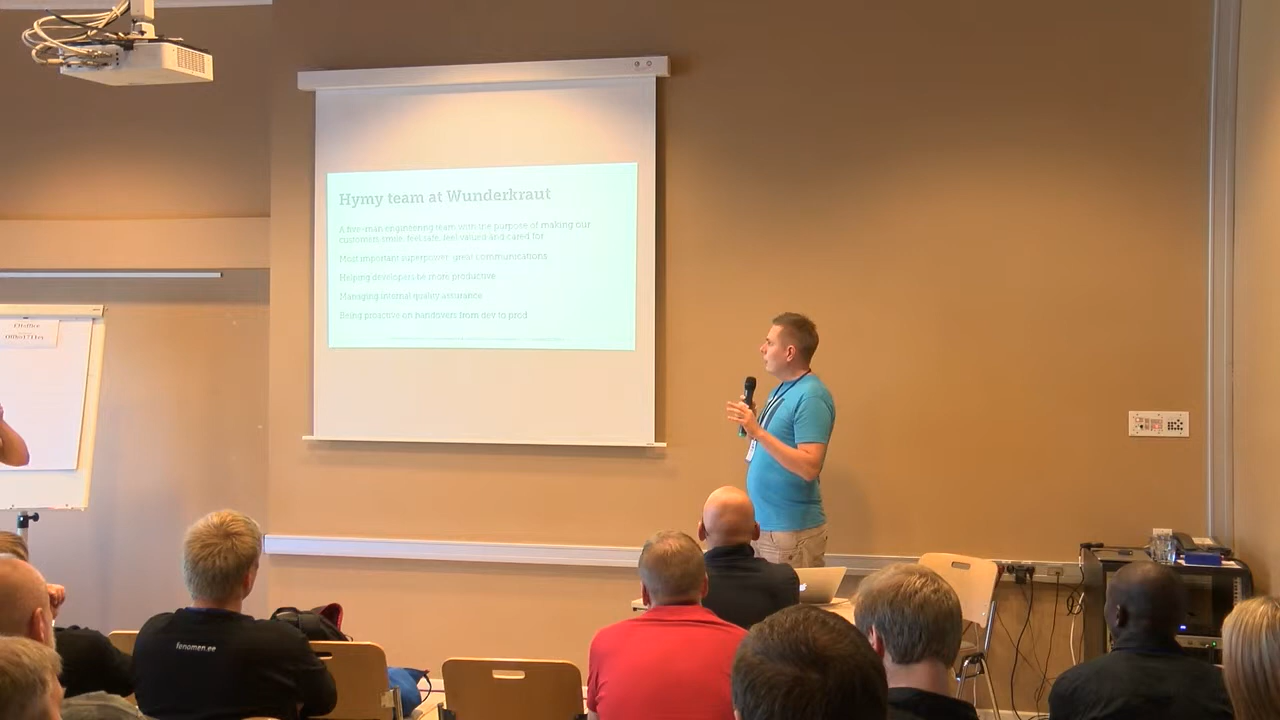 Hymy team at Wunderkraut
A five-man engineering team with the purpose of making our
customers smile, feel safe, feel valued and cared for
Most important superpower: great communications
Helping developers be more productive
Managing internal quality assurance
Being proactive on handovers from dev to prod
fenomen.ee